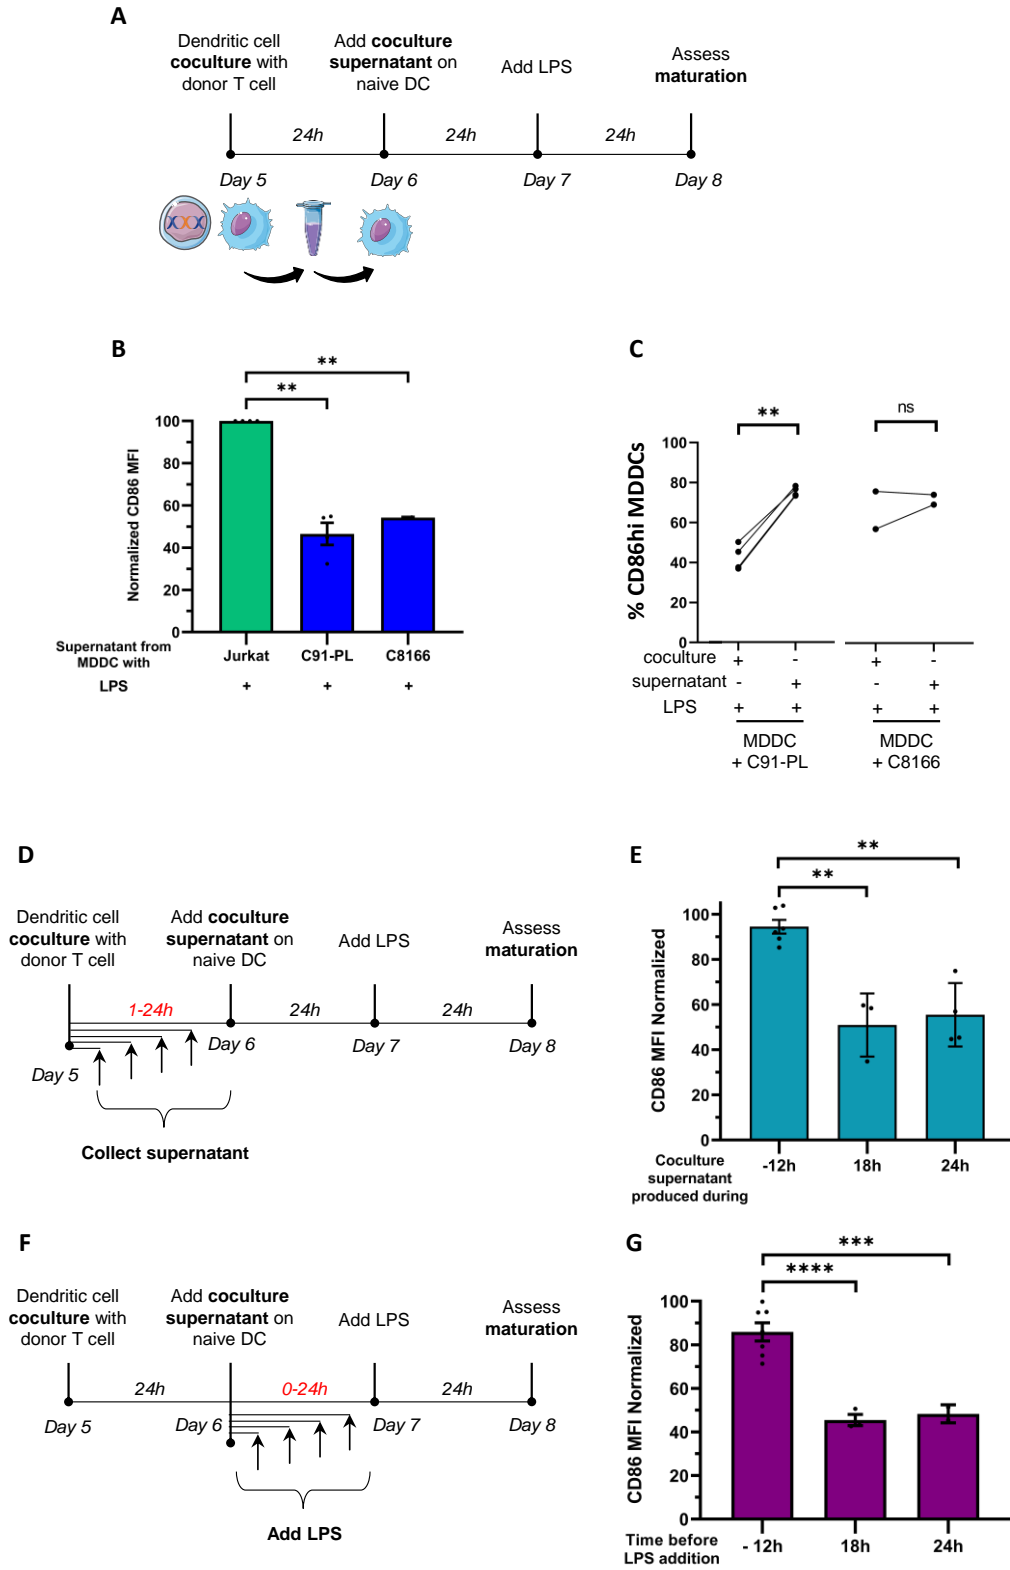 A
Dendritic cell
coculture with
donor T cell
Add coculture
supernatant on
naive DC
Add LPS
Assess
maturation
24h
24h
24h
Day 5
Day 6
Day 7
Day 8
B
**
**
Normalized CD86 MFI
100
80
60
40
20
0
Supernatant from
MDDC with
Jurkat
C91-PL
C8166
LPS
+
+
+
C
**
ns
% CD86hi MDDCs
100
80
60
40
20
0
coculture
+
-
+
-
supernatant
-
+
-
+
LPS
+
+
+
+
MDDC
+ C91-PL
MDDC
+ C8166
D
Dendritic cell
coculture with
donor T cell
Add coculture
supernatant on
naive DC
Add LPS
Assess
maturation
1-24h
24h
24h
Day 5
Day 6
Day 7
Day 8
Collect supernatant
E
**
**
CD86 MFI Normalized
100
80
60
40
20
0
Coculture
supernatant
produced during
-12h
18h
24h
F
Dendritic cell
coculture with
donor T cell
Add coculture
supernatant on
naive DC
Add LPS
Assess
maturation
24h
0-24h
24h
Day 5
Day 6
Day 7
Day 8
Add LPS
G
***
****
CD86 MFI Normalized
100
80
60
40
20
0
Time before
LPS addition
- 12h
18h
24h